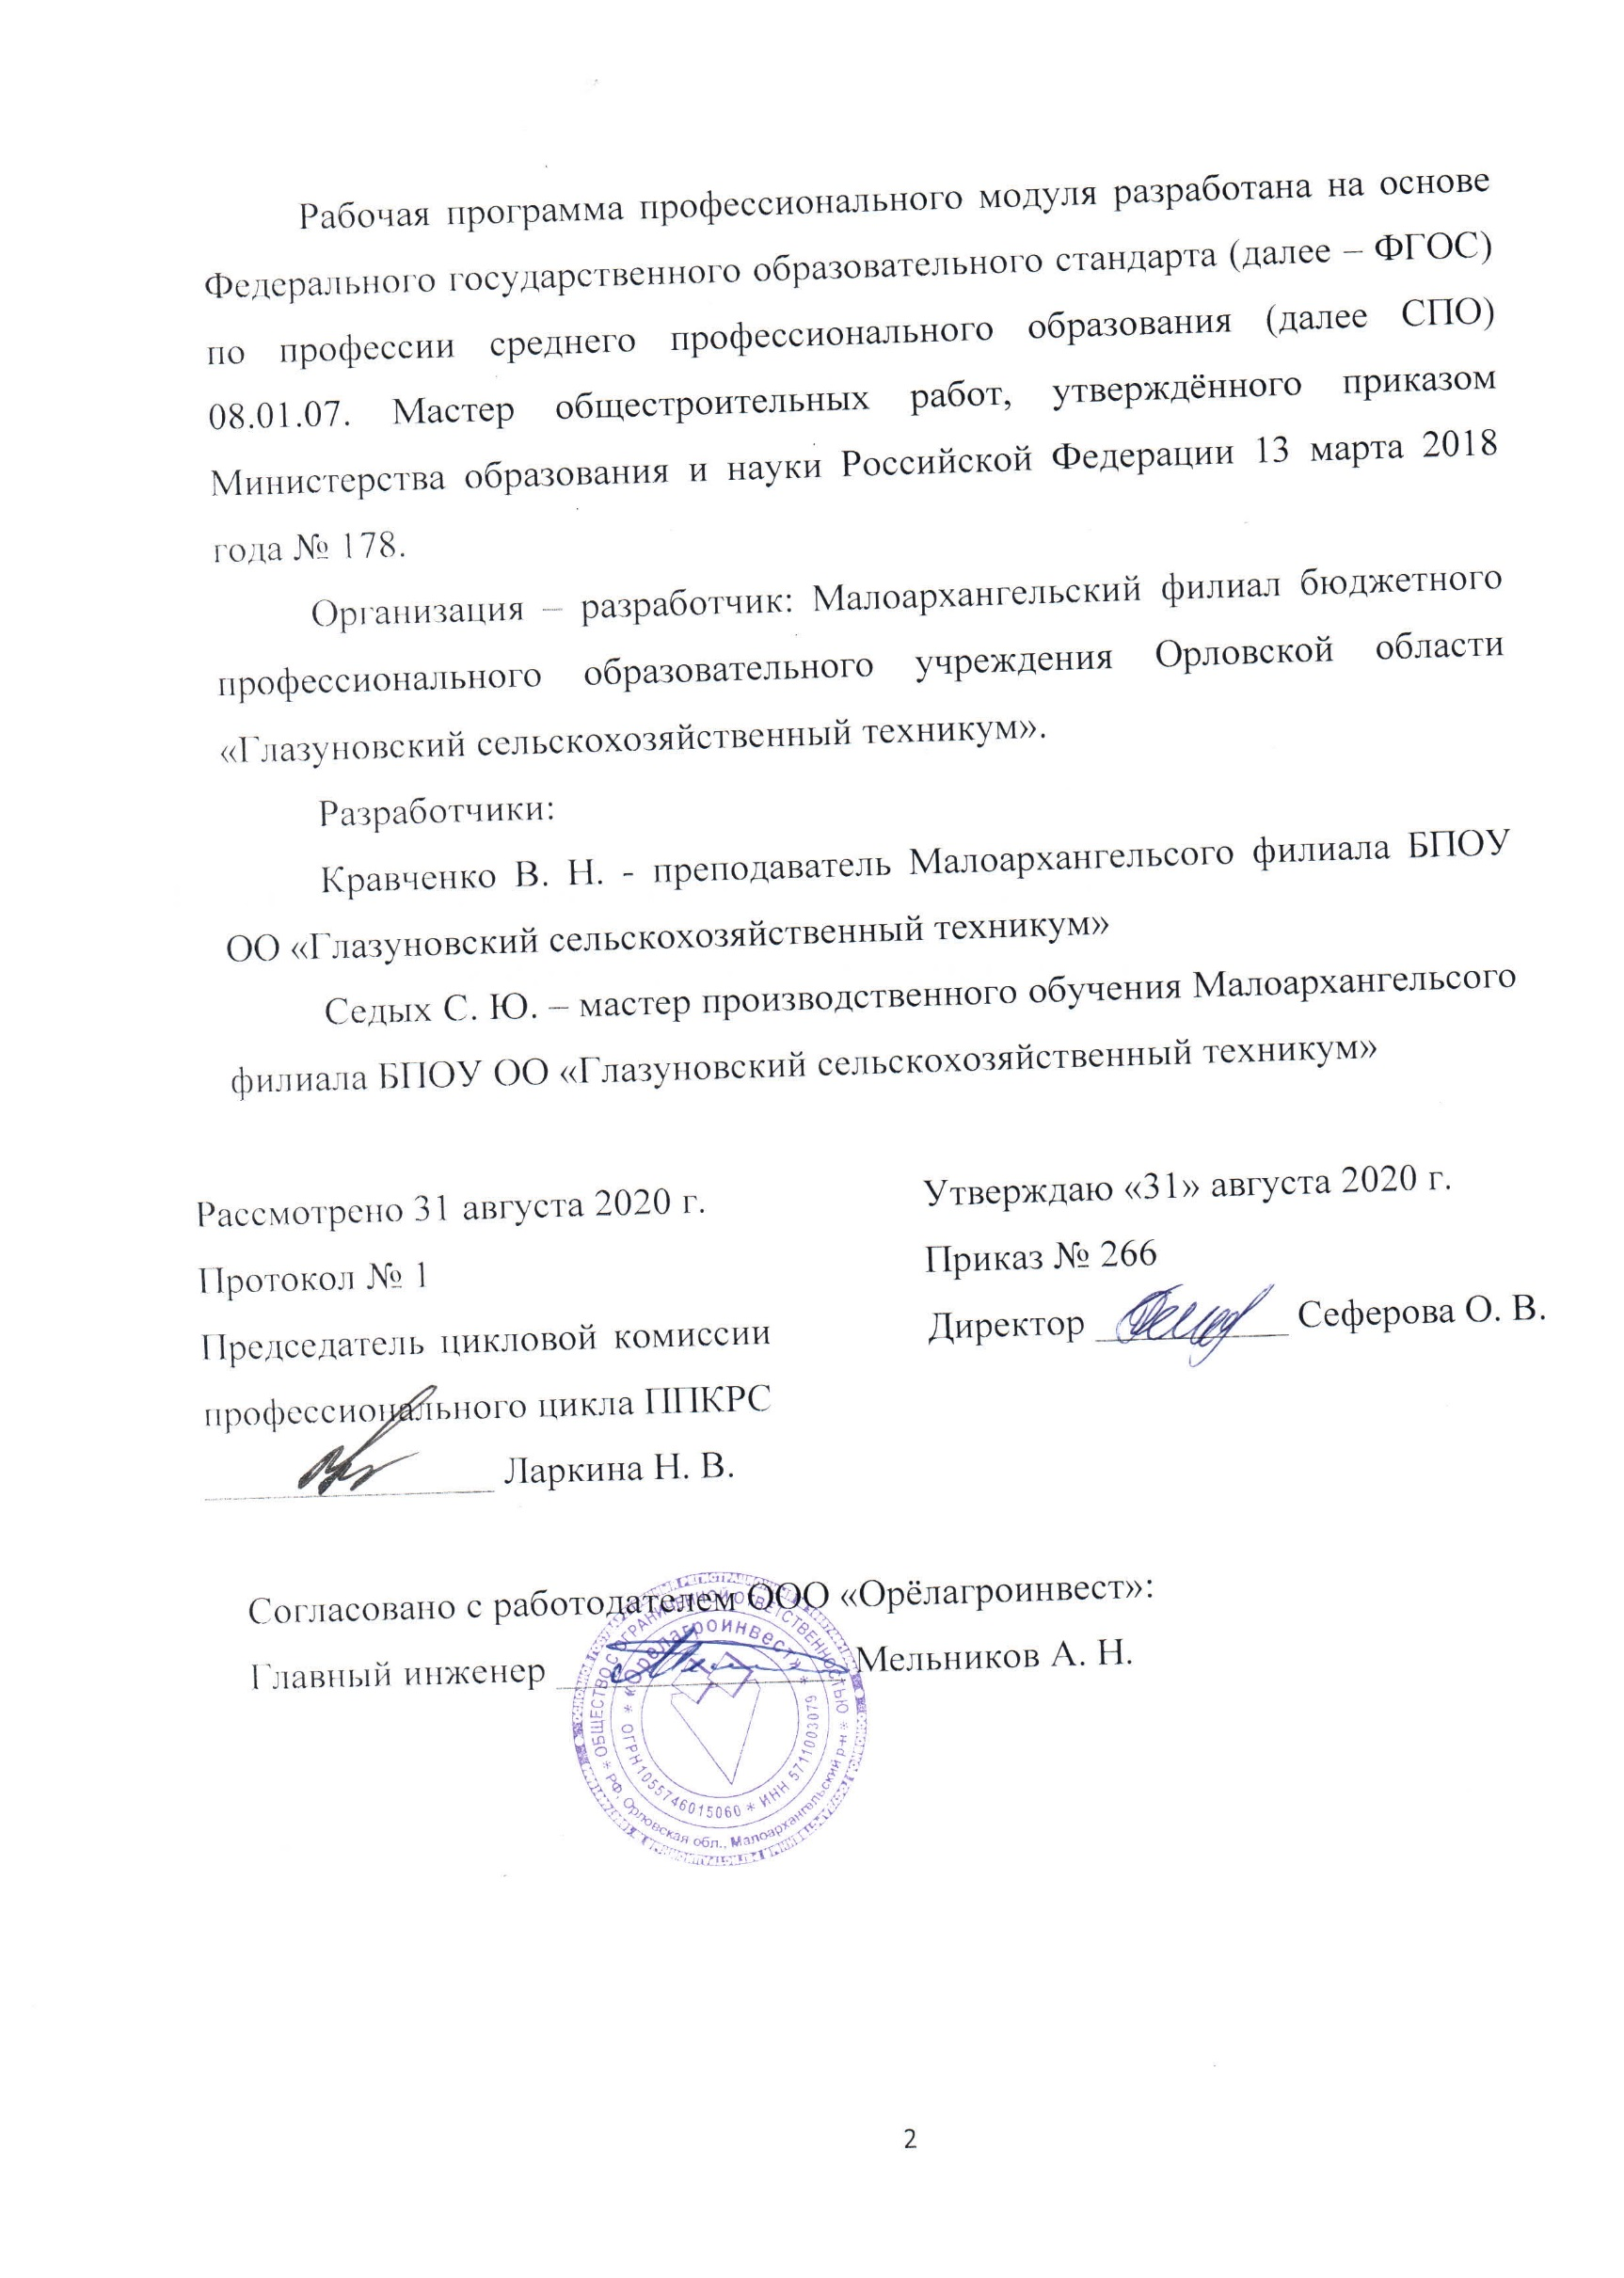 Рабочая программа профессионального модуля разработана на основе
Федерального государственного образовательного стандарта (далее – ФГОС)
по профессии среднего профессионального образования (далее СПО)
08.01.07. Мастер общестроительных работ, утверждённого приказом
Министерства образования и науки Российской Федерации 13 марта 2018
года № 178.
Организация – разработчик: Малоархангельский филиал бюджетного
профессионального образовательного учреждения Орловской области
«Глазуновский сельскохозяйственный техникум».
Разработчики:
Кравченко В. Н. - преподаватель Малоархангельсого филиала БПОУ
ОО «Глазуновский сельскохозяйственный техникум»
Седых С. Ю. – мастер производственного обучения Малоархангельсого
филиала БПОУ ОО «Глазуновский сельскохозяйственный техникум»
Рассмотрено 31 августа 2020 г.
Протокол № 1
Председатель цикловой комиссии
профессионального цикла ППКРС
Ларкина Н. В.
Утверждаю «31» августа 2020 г.
Приказ № 266
Директор Сеферова О. В.
Согласовано с работодателем ООО «Орёлагроинвест»:
Главный инженер Мельников А. Н.
ОБЩЕСТВО С ОГРАНИЧЕННОЙ ОТВЕТСТВЕННОСТЬЮ
РФ, Орловская обл., Малоархангельский р-н
«Орелагроинвест»
ОГРН 1055746015060 * ИНН 5711003079
2